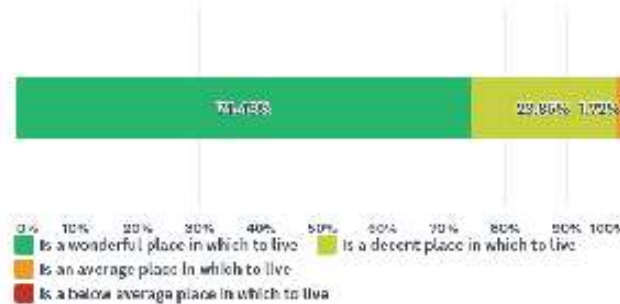 23.86% 1.72%
0% 10% 20% 30% 40% 50% 60% 70% 80% 90% 100%
Is a wonderful place in which to live Is a decent place in which to live
Is an average place in which to live
Is a below average place in which to live